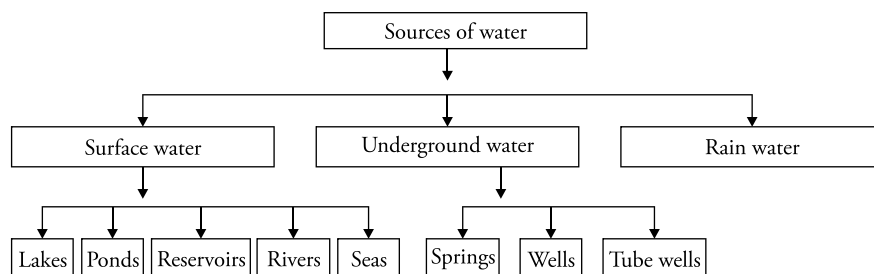 Sources of water
Surface water
Underground water
Rain water
Lakes
Ponds
Reservoirs
Rivers
Seas
Springs
Wells
Tube wells